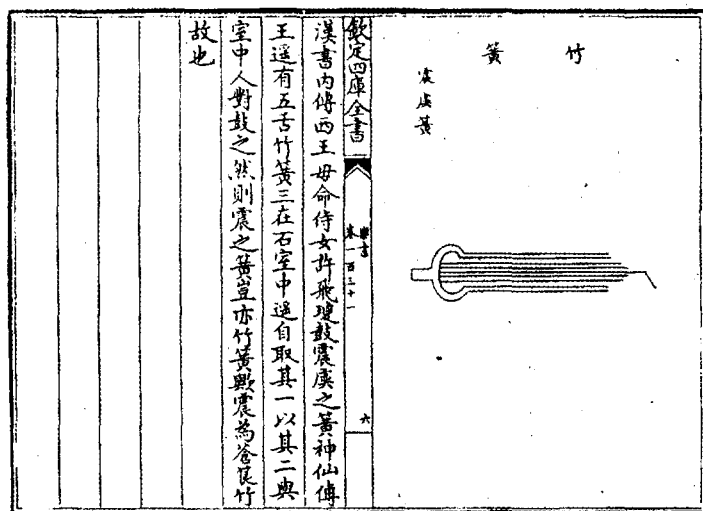 竹簧
震虡簧
欽定四庫全書
樂書
卷一百三十一
六
漢書内傳西王母命侍女許飛瓊鼓震虡之簧神仙傳
王遥有五舌竹簧三在石室中遥自取其一以其二與
室中人對鼓之然則震之簧豈亦竹簧歟震為蒼筤竹
故也